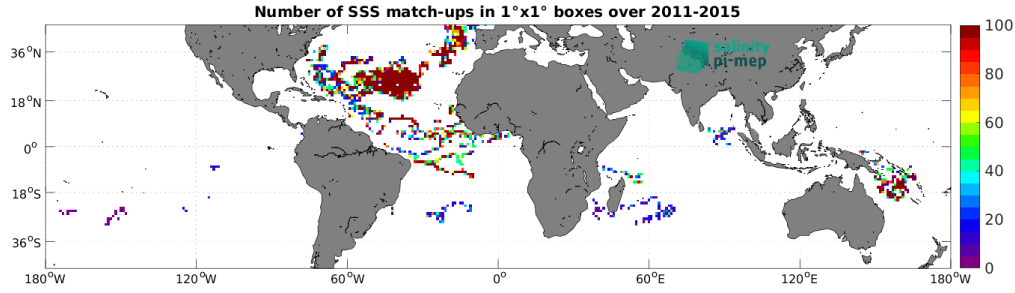 Number of SSS match-ups in 1°x1° boxes over 2011-2015
36°N
18°N
0°
18°S
36°S
180°W
120°W
60°W
0°
60°E
120°E
180°W
salinity
pi-mep
100
80
60
40
20
0